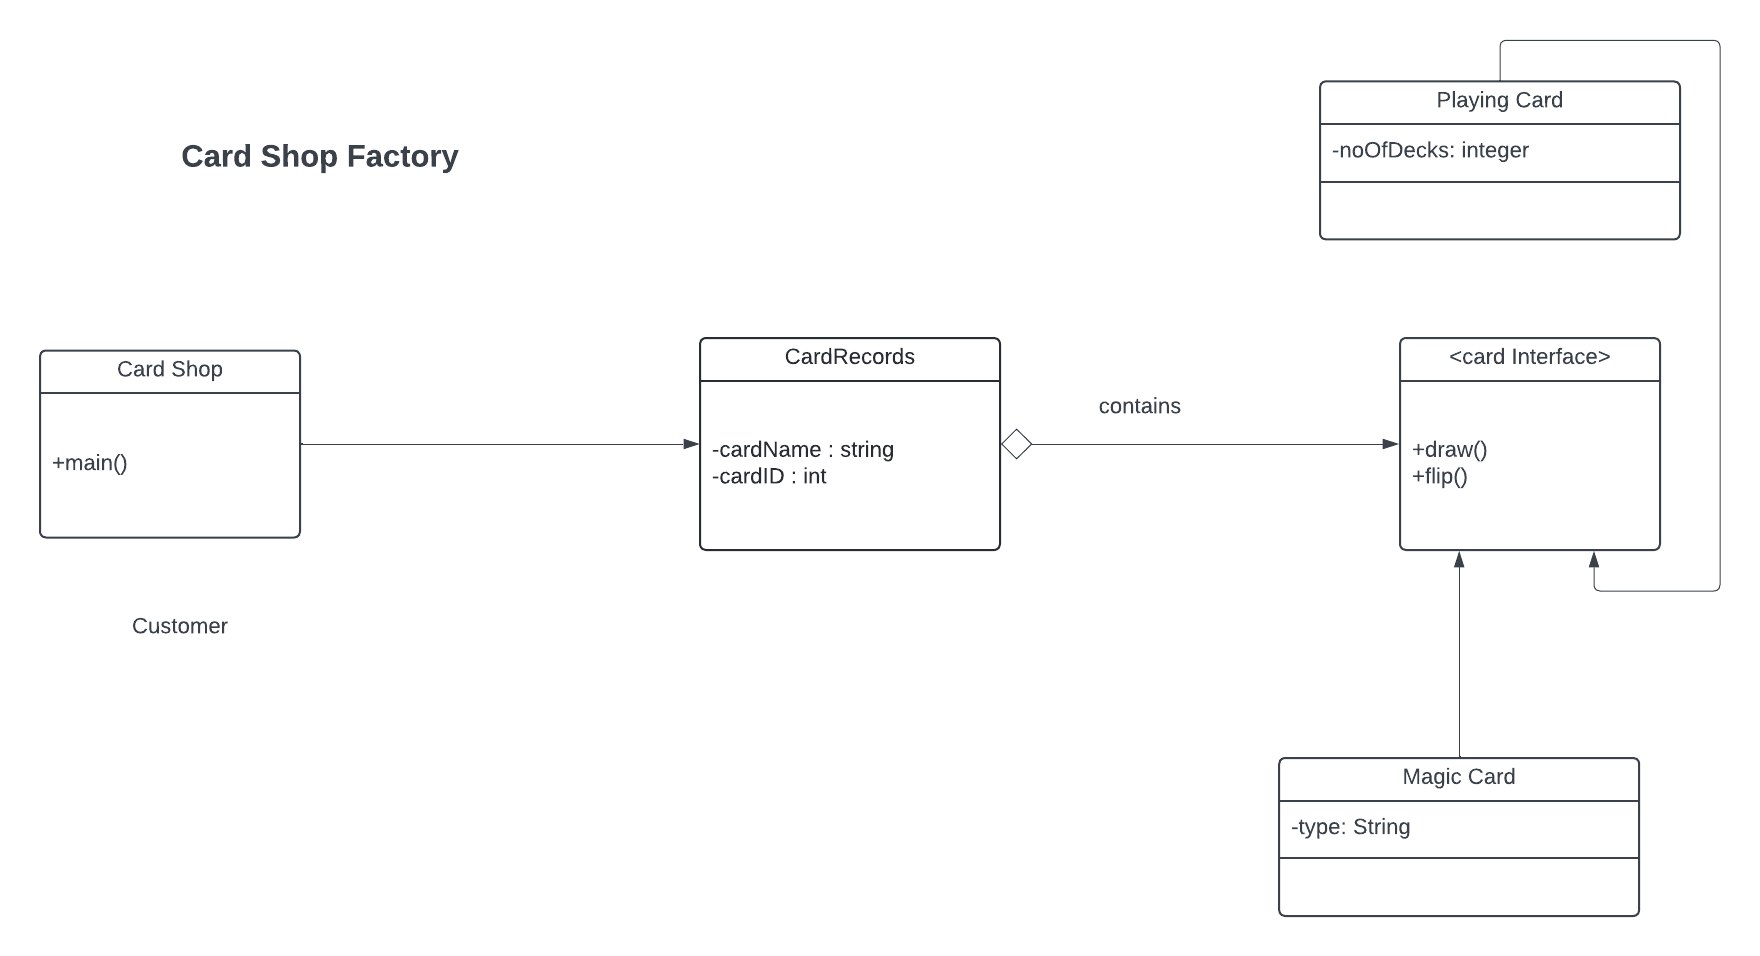 Card Shop Factory
Playing Card
-noOfDecks: integer
Card Shop
+main()
Customer
CardRecords
-cardName : string
-cardID : int
contains
<card Interface>
+draw()
+flip()
Magic Card
-type: String